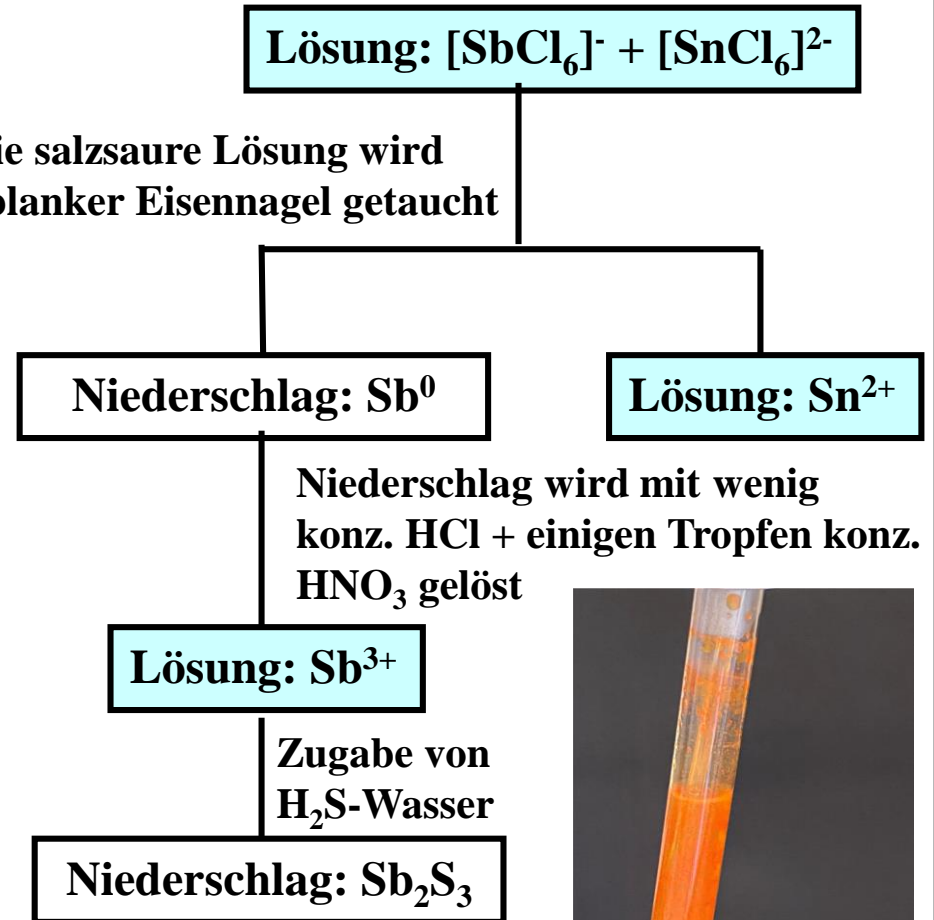 Lösung: [SbCl₆]⁻ + [SnCl₆]²⁻
ie salzsaure Lösung wird
blanker Eisennagel getaucht
Niederschlag: Sb⁰
Lösung: Sn²⁺
Niederschlag wird mit wenig
konz. HCl + einigen Tropfen konz.
HNO₃ gelöst
Lösung: Sb³⁺
Zugabe von
H₂S-Wasser
Niederschlag: Sb₂S₃